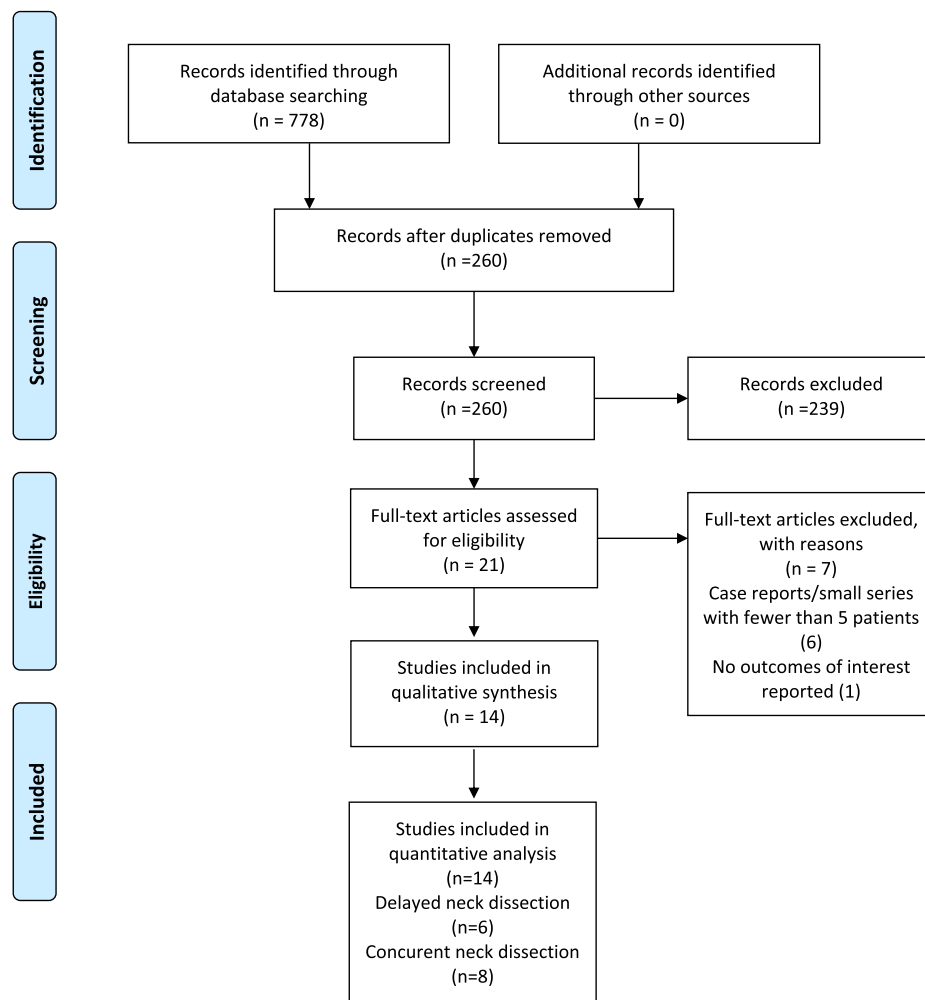 Identification
Records identified through
database searching
(n = 778)
Additional records identified
through other sources
(n = 0)
Records after duplicates removed
(n =260)
Screening
Records screened
(n =260)
Records excluded
(n =239)
Eligibility
Full-text articles assessed
for eligibility
(n = 21)
Full-text articles excluded,
with reasons
(n = 7)
Case reports/small series
with fewer than 5 patients
(6)
No outcomes of interest
reported (1)
Studies included in
qualitative synthesis
(n = 14)
Included
Studies included in
quantitative analysis
(n=14)
Delayed neck dissection
(n=6)
Concurent neck dissection
(n=8)